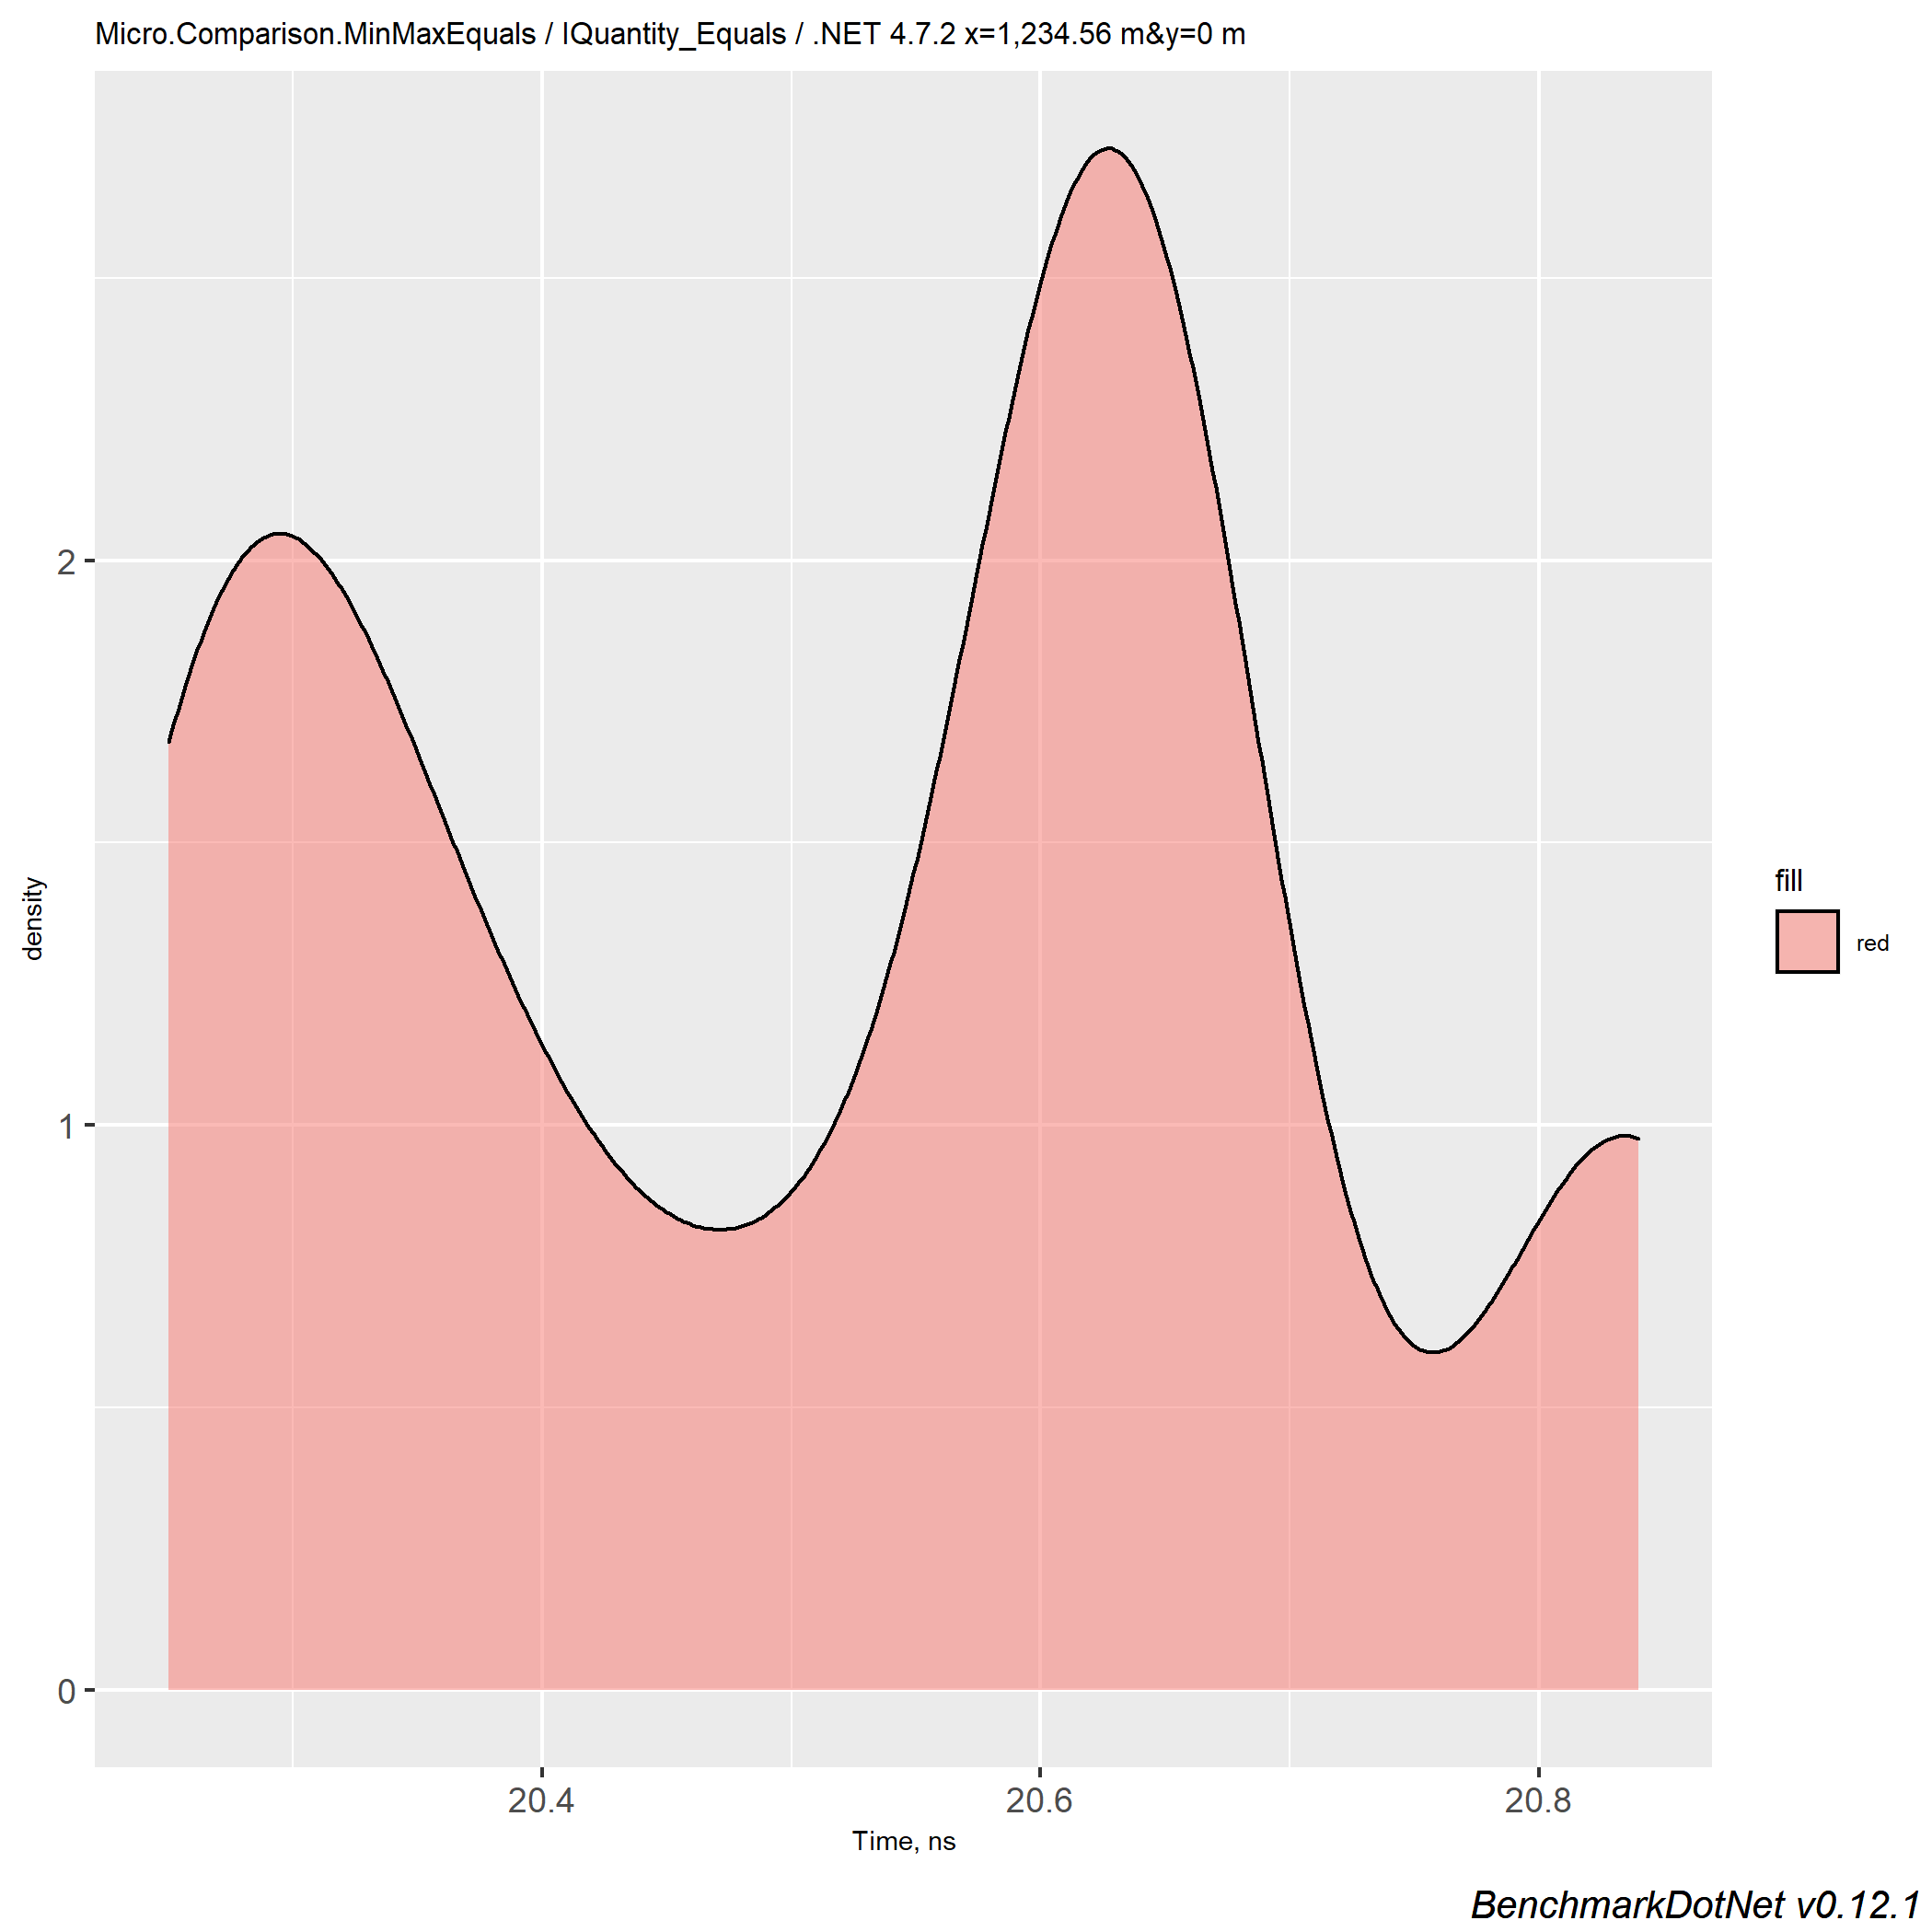 Micro.Comparison.MinMaxEquals / IQuantity_Equals / .NET 4.7.2 x=1,234.56 m&y=0 m
2
1
0
density
20.4
20.6
20.8
Time, ns
fill
red
BenchmarkDotNet v0.12.1